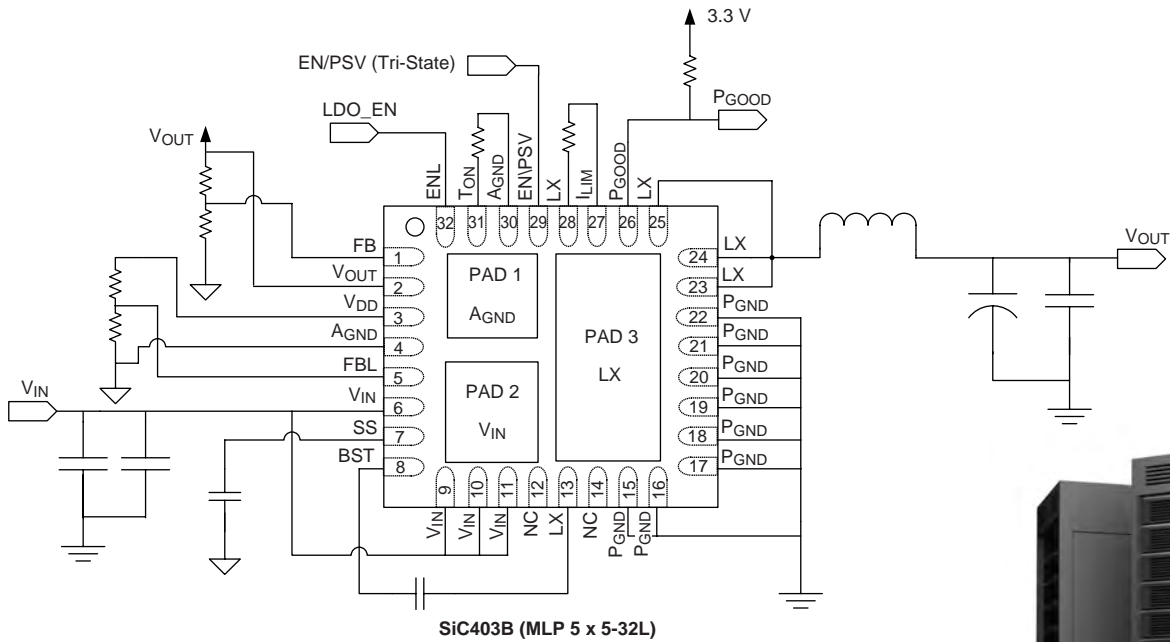 3.3 V
EN/PSV (Tri-State)
PGOOD
LDO_EN
VOUT
ENL
TON
AGND
EN\PSV
LX
ILIM
PGOOD
LX
32
31
30
29
28
27
26
25
FB
1
VOUT
2
VDD
3
AGND
4
FBL
5
VIN
VIN
6
SS
7
BST
8
PAD 1
AGND
PAD 2
VIN
PAD 3
LX
24
LX
23
LX
22
PGND
21
PGND
20
PGND
19
PGND
18
PGND
17
PGND
VOUT
9
10
11
12
13
14
15
16
VIN
VIN
VIN
NC
LX
NC
PGND
PGND
SiC403B (MLP 5 x 5-32L)